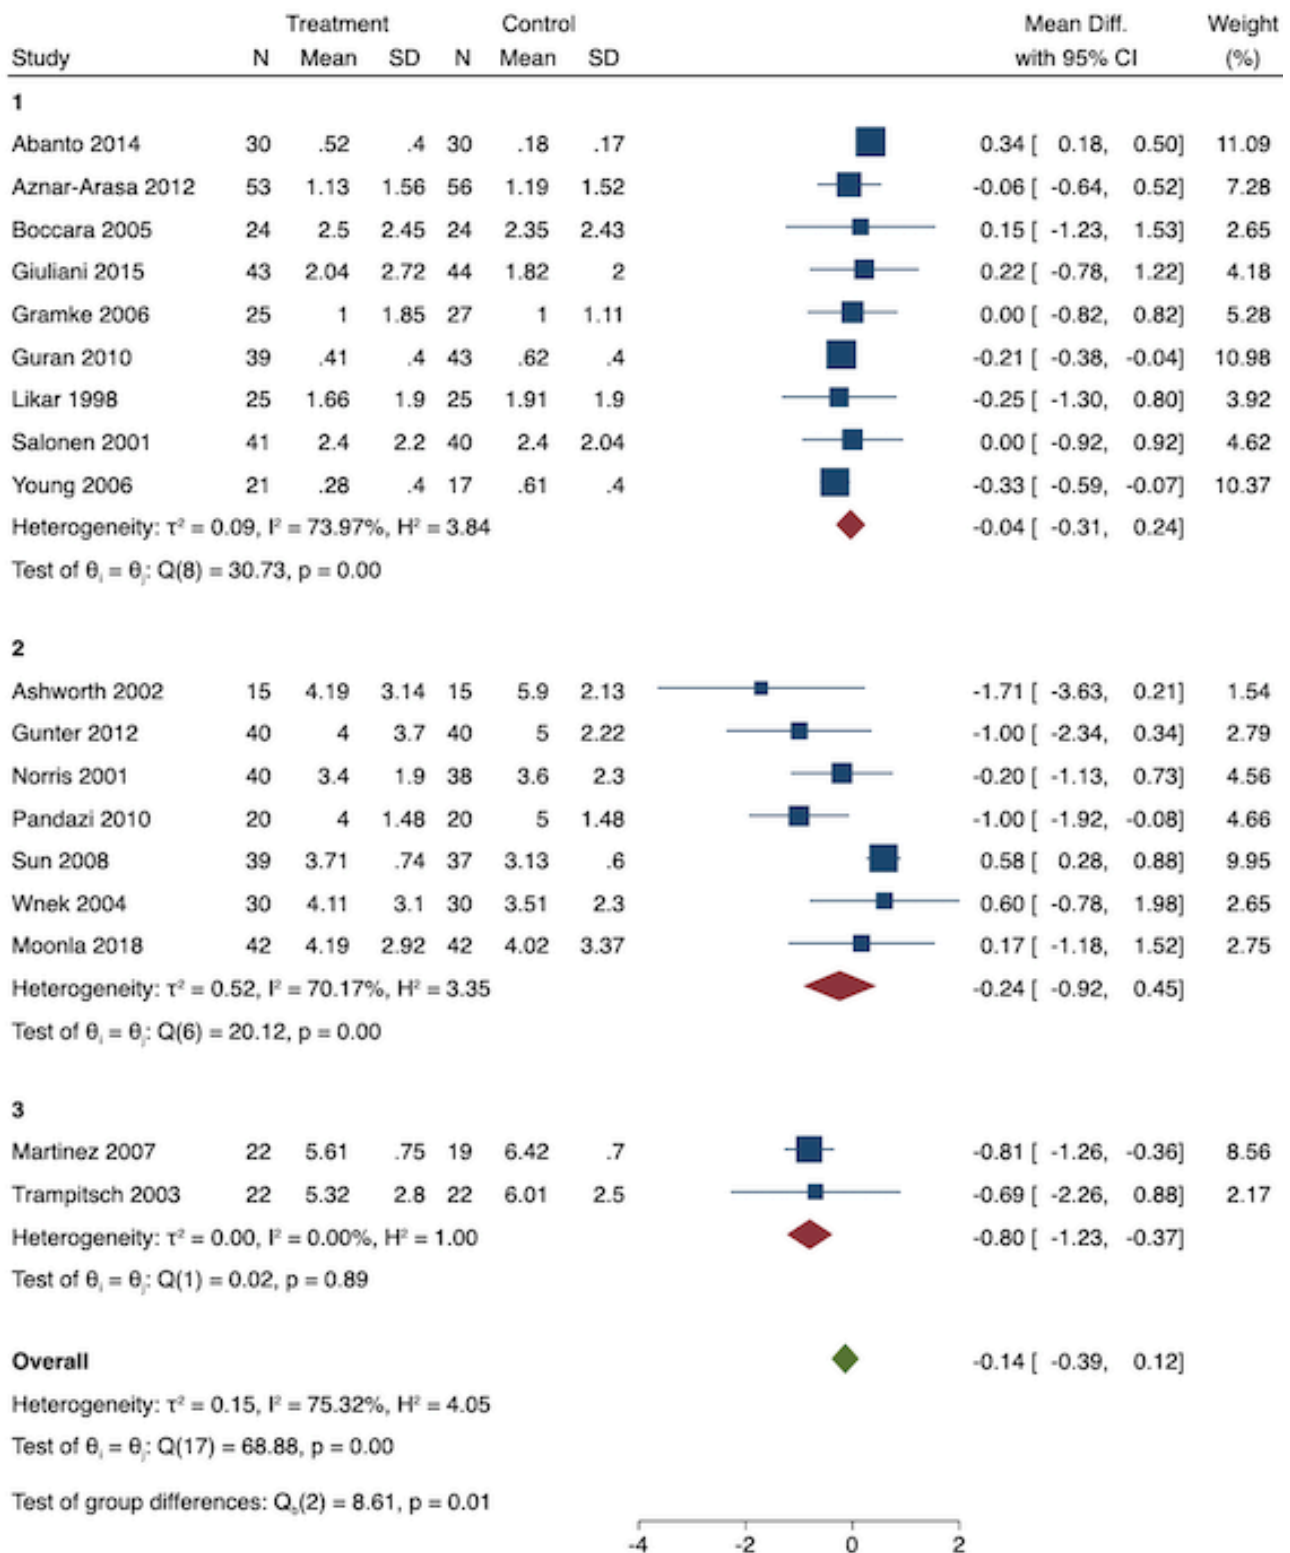 Treatment Control Mean Diff. Weight
Study N Mean SD N Mean SD with 95% CI (%)
1
Abanto 2014 30 .52 .4 30 .18 .17 0.34 [ 0.18, 0.50] 11.09
Aznar-Arasa 2012 53 1.13 1.56 56 1.19 1.52 -0.06 [ -0.64, 0.52] 7.28
Boccara 2005 24 2.5 2.45 24 2.35 2.43 0.15 [ -1.23, 1.53] 2.65
Giuliani 2015 43 2.04 2.72 44 1.82 2 0.22 [ -0.78, 1.22] 4.18
Gramke 2006 25 1 1.85 27 1 1.11 0.00 [ -0.82, 0.82] 5.28
Guran 2010 39 .41 .4 43 .62 .4 -0.21 [ -0.38, -0.04] 10.98
Likar 1998 25 1.66 1.9 25 1.91 1.9 -0.25 [ -1.30, 0.80] 3.92
Salonen 2001 41 2.4 2.2 40 2.4 2.04 0.00 [ -0.92, 0.92] 4.62
Young 2006 21 .28 .4 17 .61 .4 -0.33 [ -0.59, -0.07] 10.37
Heterogeneity: τ² = 0.09, I² = 73.97%, H² = 3.84 -0.04 [ -0.31, 0.24]
Test of θᵢ = θⱼ: Q(8) = 30.73, p = 0.00
2
Ashworth 2002 15 4.19 3.14 15 5.9 2.13 -1.71 [ -3.63, 0.21] 1.54
Gunter 2012 40 4 3.7 40 5 2.22 -1.00 [ -2.34, 0.34] 2.79
Norris 2001 40 3.4 1.9 38 3.6 2.3 -0.20 [ -1.13, 0.73] 4.56
Pandazi 2010 20 4 1.48 20 5 1.48 -1.00 [ -1.92, -0.08] 4.66
Sun 2008 39 3.71 .74 37 3.13 .6 0.58 [ 0.28, 0.88] 9.95
Wnek 2004 30 4.11 3.1 30 3.51 2.3 0.60 [ -0.78, 1.98] 2.65
Moonla 2018 42 4.19 2.92 42 4.02 3.37 0.17 [ -1.18, 1.52] 2.75
Heterogeneity: τ² = 0.52, I² = 70.17%, H² = 3.35 -0.24 [ -0.92, 0.45]
Test of θᵢ = θⱼ: Q(6) = 20.12, p = 0.00
3
Martinez 2007 22 5.61 .75 19 6.42 .7 -0.81 [ -1.26, -0.36] 8.56
Trampitsch 2003 22 5.32 2.8 22 6.01 2.5 -0.69 [ -2.26, 0.88] 2.17
Heterogeneity: τ² = 0.00, I² = 0.00%, H² = 1.00 -0.80 [ -1.23, -0.37]
Test of θᵢ = θⱼ: Q(1) = 0.02, p = 0.89
Overall -0.14 [ -0.39, 0.12]
Heterogeneity: τ² = 0.15, I² = 75.32%, H² = 4.05
Test of θᵢ = θⱼ: Q(17) = 68.88, p = 0.00
Test of group differences: Q_b(2) = 8.61, p = 0.01
-4 -2 0 2